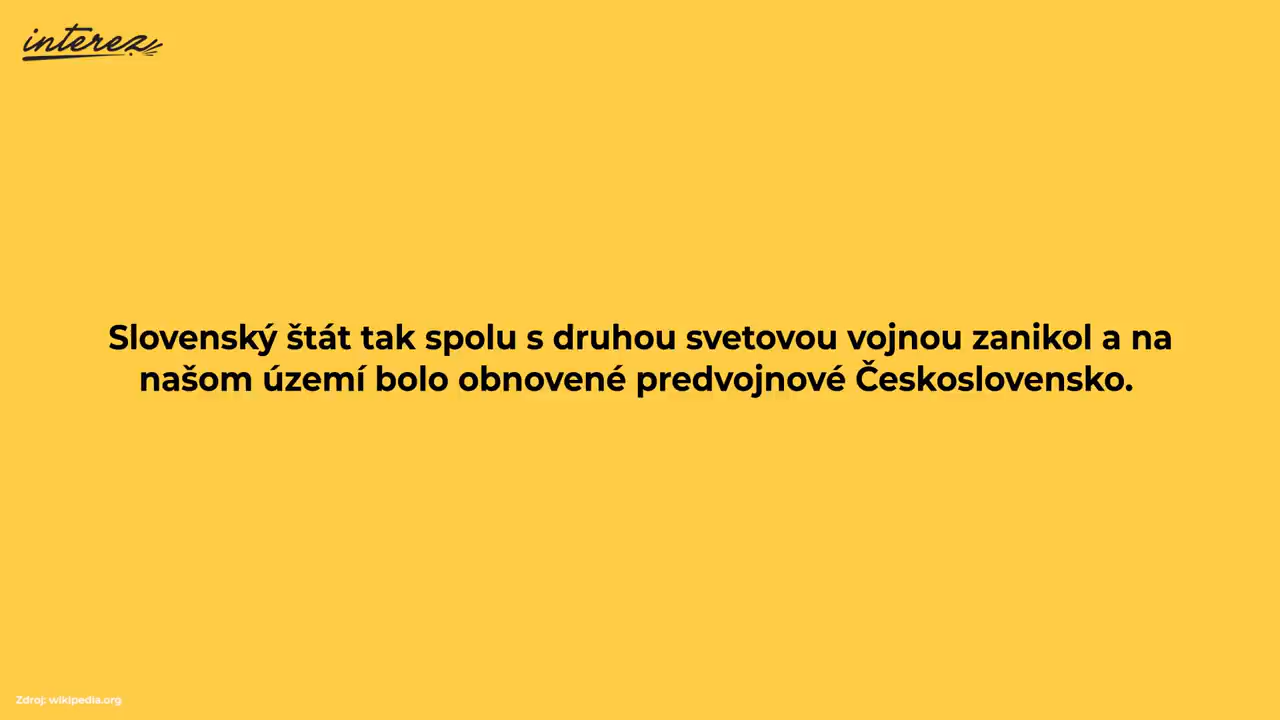 interez
Slovenský štát tak spolu s druhou svetovou vojnou zanikol a na
našom území bolo obnovené predvojnové Československo.
Zdroj: wikipedia.org